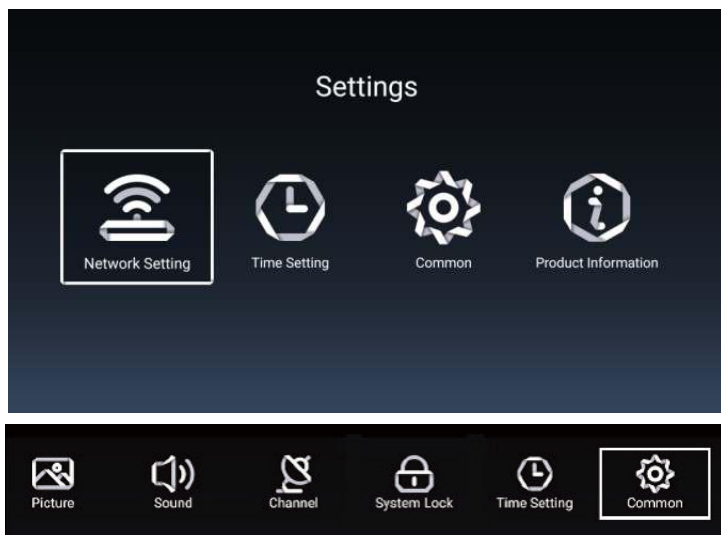 Settings
Network Setting Time Setting Common Product Information
Picture Sound Channel System Lock Time Setting Common